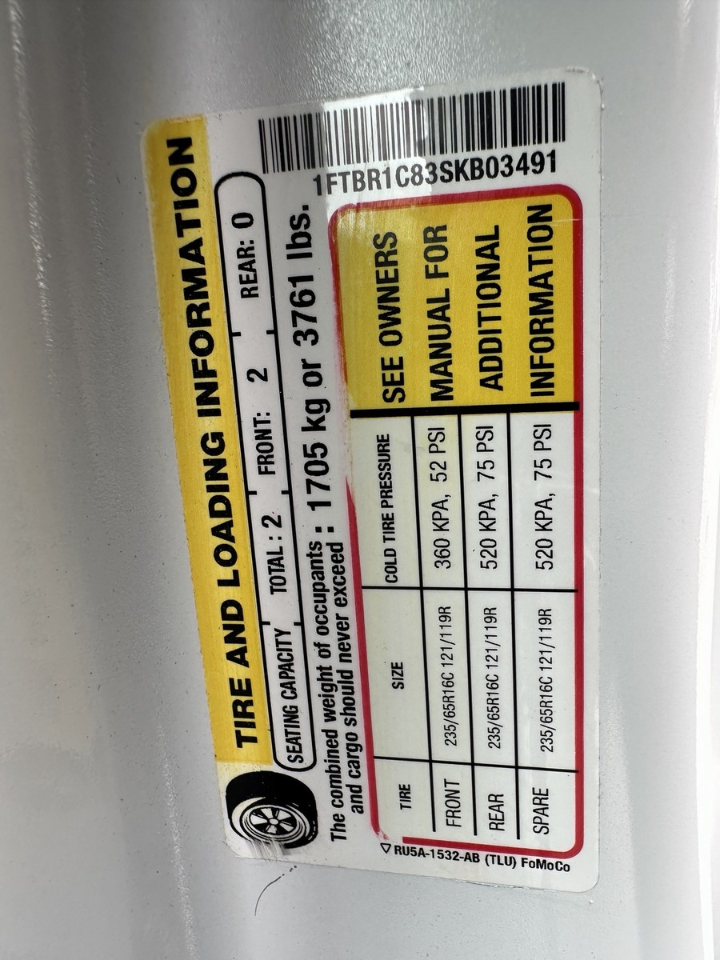 TIRE AND LOADING INFORMATION
SEATING CAPACITY TOTAL : 2 FRONT: 2 REAR: 0
The combined weight of occupants
and cargo should never exceed : 1705 kg or 3761 lbs.
1FTBR1C83SKB03491
TIRE SIZE COLD TIRE PRESSURE
FRONT 235/65R16C 121/119R 360 KPA, 52 PSI
REAR 235/65R16C 121/119R 520 KPA, 75 PSI
SPARE 235/65R16C 121/119R 520 KPA, 75 PSI
SEE OWNERS
MANUAL FOR
ADDITIONAL
INFORMATION
RU5A-1532-AB (TLU) FoMoCo